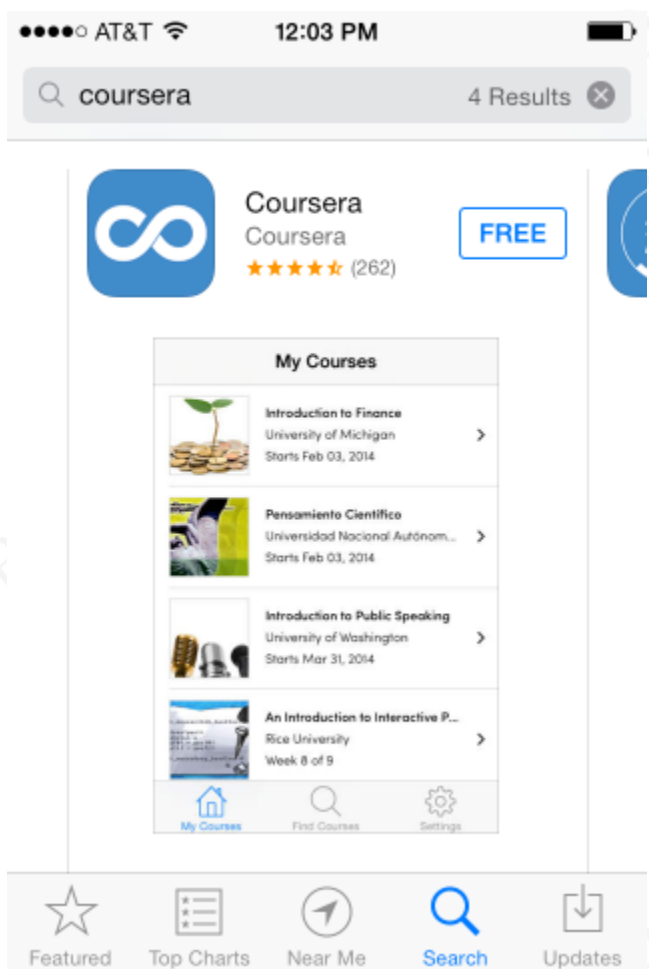 AT&T 12:03 PM
coursera 4 Results
Coursera
Coursera
FREE
(262)
My Courses
Introduction to Finance
University of Michigan
Starts Feb 03, 2014
Pensamiento Científico
Universidad Nacional Autónom...
Starts Feb 03, 2014
Introduction to Public Speaking
University of Washington
Starts Mar 31, 2014
An Introduction to Interactive P...
Rice University
Week 8 of 9
My Courses Find Courses Settings
Featured Top Charts Near Me Search Updates